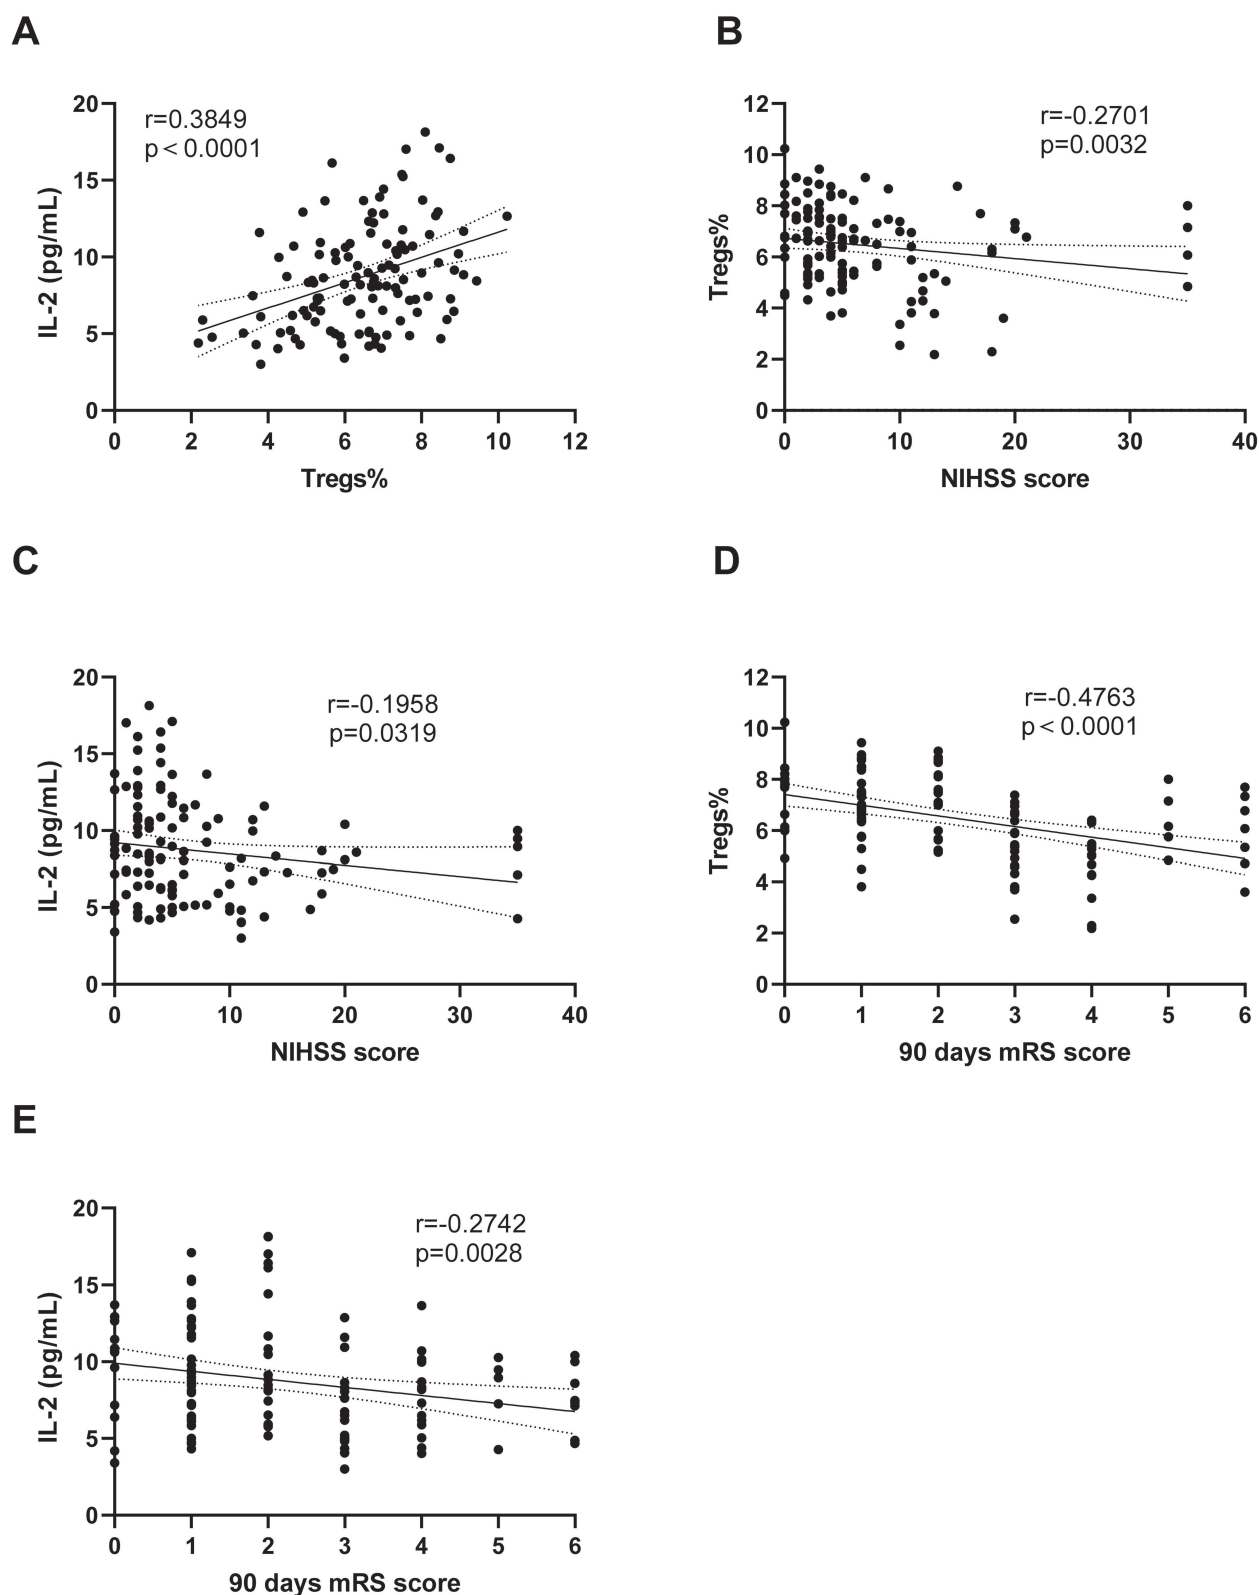 A
r=0.3849
p<0.0001
IL-2 (pg/mL)
20
15
10
5
0
0 2 4 6 8 10 12
Tregs%
B
r=-0.2701
p=0.0032
Tregs%
12
10
8
6
4
2
0
0 10 20 30 40
NIHSS score
C
r=-0.1958
p=0.0319
IL-2 (pg/mL)
20
15
10
5
0
0 10 20 30 40
NIHSS score
D
r=-0.4763
p<0.0001
Tregs%
12
10
8
6
4
2
0
0 1 2 3 4 5 6
90 days mRS score
E
r=-0.2742
p=0.0028
IL-2 (pg/mL)
20
15
10
5
0
0 1 2 3 4 5 6
90 days mRS score